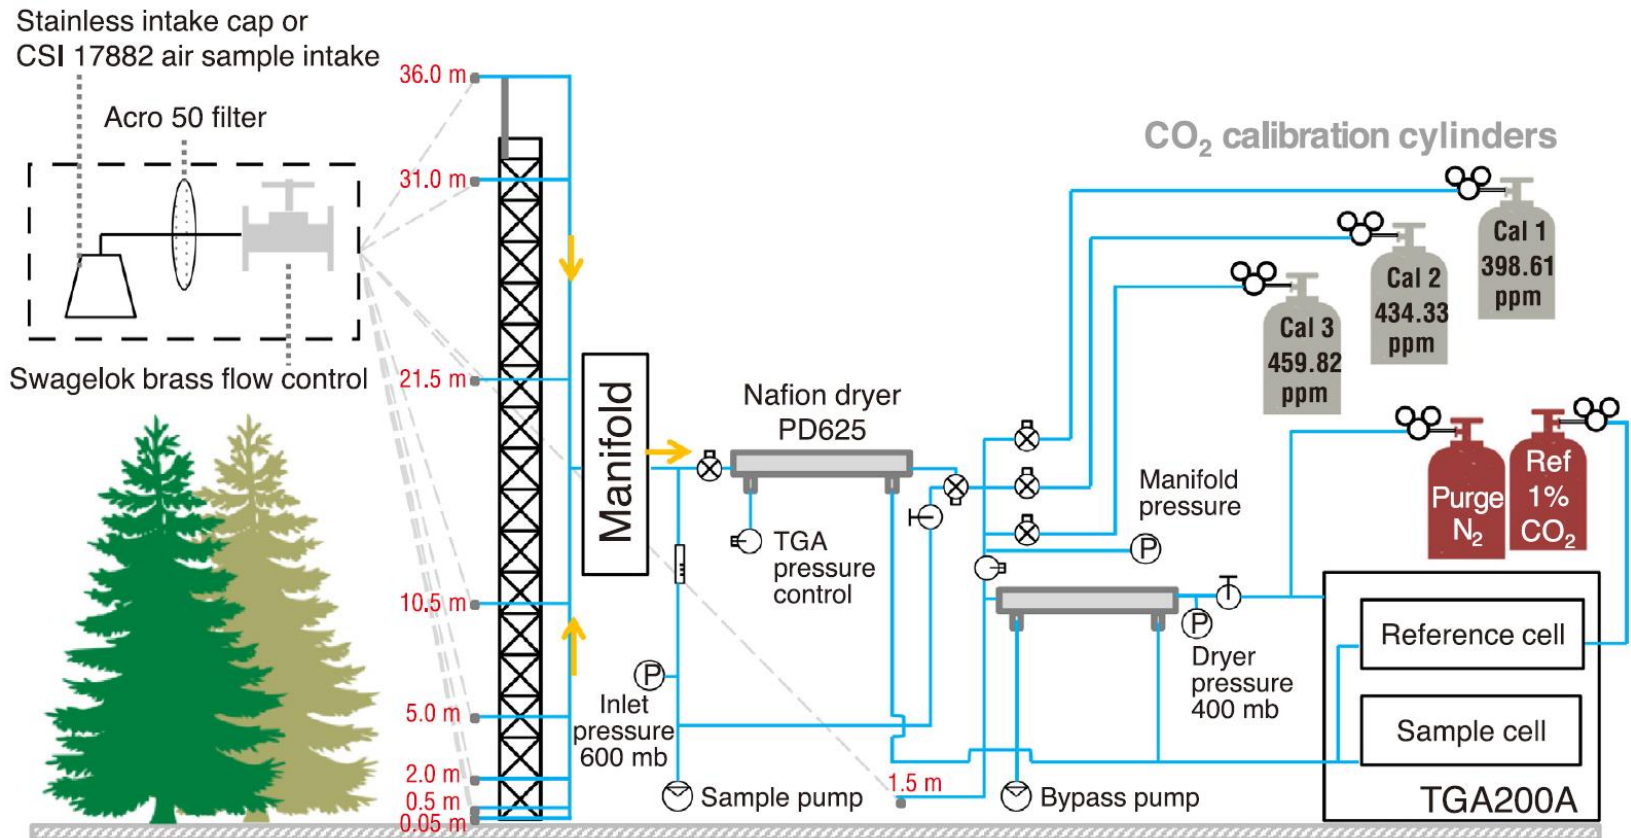 Stainless intake cap or
CSI 17882 air sample intake
Acro 50 filter
Swagelok brass flow control
36.0 m
31.0 m
21.5 m
10.5 m
5.0 m
2.0 m
0.5 m
0.05 m
Manifold
Nafion dryer
PD625
TGA
pressure
control
P
Inlet
pressure
600 mb
Sample pump
1.5 m
Bypass pump
CO₂ calibration cylinders
Cal 1
398.61
ppm
Cal 2
434.33
ppm
Cal 3
459.82
ppm
Manifold
pressure
P
P
Dryer
pressure
400 mb
Purge
N₂
Ref
1%
CO₂
Reference cell
Sample cell
TGA200A